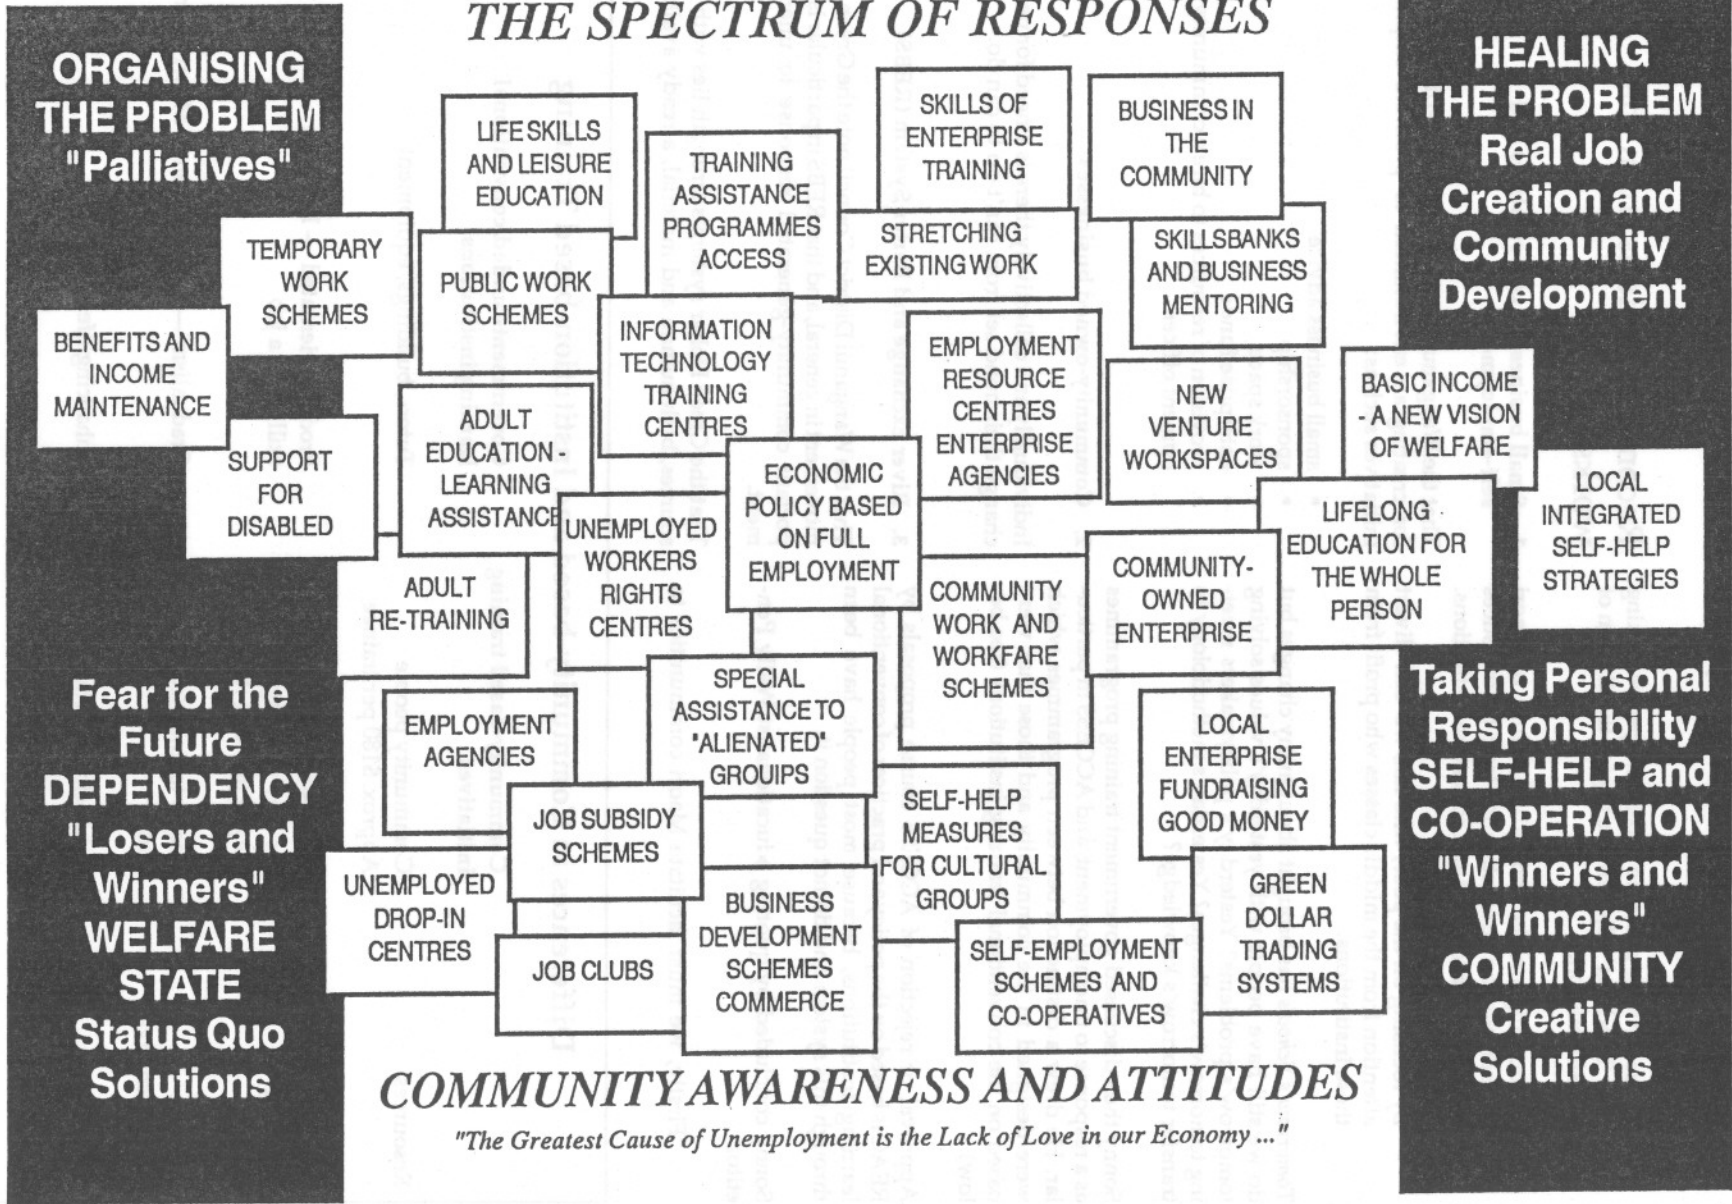 THE SPECTRUM OF RESPONSES
ORGANISING
THE PROBLEM
"Palliatives"
Fear for the
Future
DEPENDENCY
"Losers and
Winners"
WELFARE
STATE
Status Quo
Solutions
LIFE SKILLS
AND LEISURE
EDUCATION
TRAINING
ASSISTANCE
PROGRAMMES
ACCESS
SKILLS OF
ENTERPRISE
TRAINING
BUSINESS IN
THE
COMMUNITY
TEMPORARY
WORK
SCHEMES
PUBLIC WORK
SCHEMES
STRETCHING
EXISTING WORK
SKILLSBANKS
AND BUSINESS
MENTORING
BENEFITS AND
INCOME
MAINTENANCE
INFORMATION
TECHNOLOGY
TRAINING
CENTRES
EMPLOYMENT
RESOURCE
CENTRES
ENTERPRISE
AGENCIES
NEW
VENTURE
WORKSPACES
BASIC INCOME
- A NEW VISION
OF WELFARE
SUPPORT
FOR
DISABLED
ADULT
EDUCATION -
LEARNING
ASSISTANCE
ECONOMIC
POLICY BASED
ON FULL
EMPLOYMENT
LOCAL
INTEGRATED
SELF-HELP
STRATEGIES
UNEMPLOYED
WORKERS
RIGHTS
CENTRES
LIFELONG
EDUCATION FOR
THE WHOLE
PERSON
ADULT
RE-TRAINING
COMMUNITY
WORK AND
WORKFARE
SCHEMES
COMMUNITY-
OWNED
ENTERPRISE
SPECIAL
ASSISTANCE TO
"ALIENATED"
GROUIPS
EMPLOYMENT
AGENCIES
LOCAL
ENTERPRISE
FUNDRAISING
GOOD MONEY
JOB SUBSIDY
SCHEMES
SELF-HELP
MEASURES
FOR CULTURAL
GROUPS
UNEMPLOYED
DROP-IN
CENTRES
JOB CLUBS
BUSINESS
DEVELOPMENT
SCHEMES
COMMERCE
SELF-EMPLOYMENT
SCHEMES AND
CO-OPERATIVES
GREEN
DOLLAR
TRADING
SYSTEMS
HEALING
THE PROBLEM
Real Job
Creation and
Community
Development
Taking Personal
Responsibility
SELF-HELP and
CO-OPERATION
"Winners and
Winners"
COMMUNITY
Creative
Solutions
COMMUNITY AWARENESS AND ATTITUDES
"The Greatest Cause of Unemployment is the Lack of Love in our Economy ..."